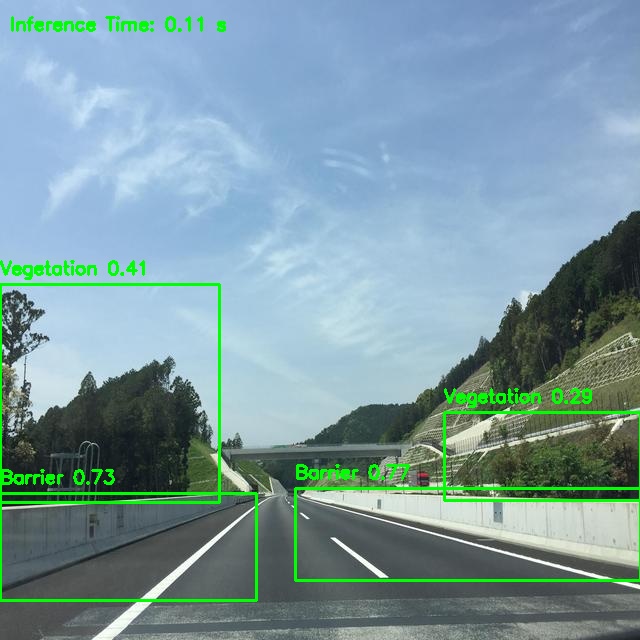 Inference Time: 0.11 s
Vegetation 0.41
Vegetation 0.29
Barrier 0.73
Barrier 0.77